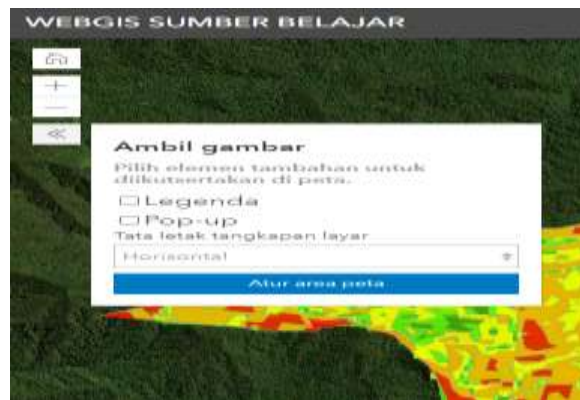 WEBGIS SUMBER BELAJAR
Ambil gambar
Pilih elemen tambahan untuk
diikutsertakan di peta.
Legenda
Pop-up
Tata letak tangkapan layar
Horisontal
Atur area peta